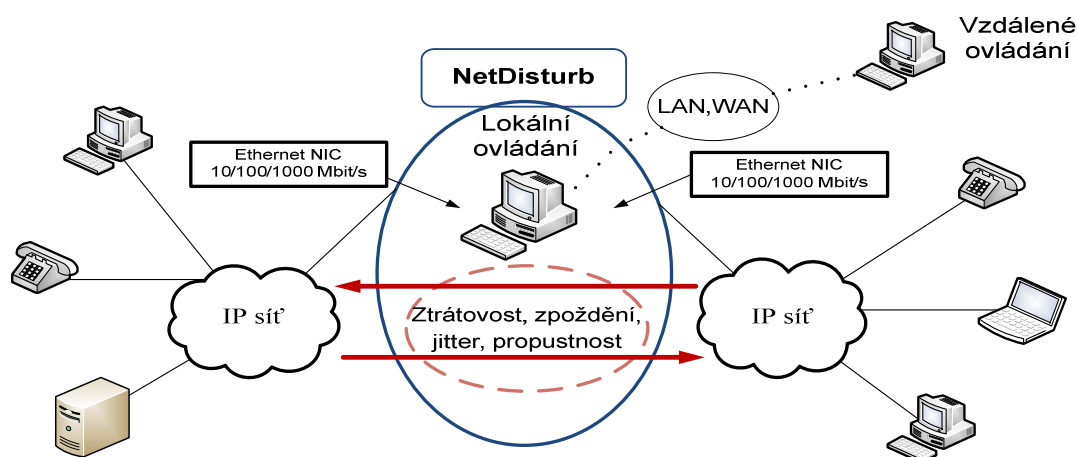 Vzdálené
ovládání
NetDisturb
LAN,WAN
Lokální
ovládání
Ethernet NIC
10/100/1000 Mbit/s
Ethernet NIC
10/100/1000 Mbit/s
IP síť
Ztrátovost, zpoždění,
jitter, propustnost
IP síť